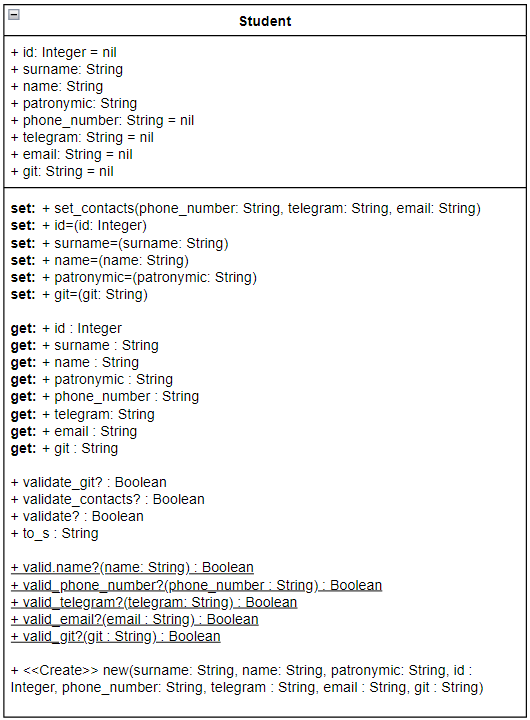 Student
+ id: Integer = nil
+ surname: String
+ name: String
+ patronymic: String
+ phone_number: String = nil
+ telegram: String = nil
+ email: String = nil
+ git: String = nil
set: + set_contacts(phone_number: String, telegram: String, email: String)
set: + id=(id: Integer)
set: + surname=(surname: String)
set: + name=(name: String)
set: + patronymic=(patronymic: String)
set: + git=(git: String)
get: + id : Integer
get: + surname : String
get: + name : String
get: + patronymic : String
get: + phone_number : String
get: + telegram: String
get: + email : String
get: + git : String
+ validate_git? : Boolean
+ validate_contacts? : Boolean
+ validate? : Boolean
+ to_s : String
+ valid.name?(name: String) : Boolean
+ valid_phone_number?(phone_number : String) : Boolean
+ valid_telegram?(telegram: String) : Boolean
+ valid_email?(email : String) : Boolean
+ valid_git?(git : String) : Boolean
+ <<Create>> new(surname: String, name: String, patronymic: String, id :
Integer, phone_number: String, telegram : String, email : String, git : String)